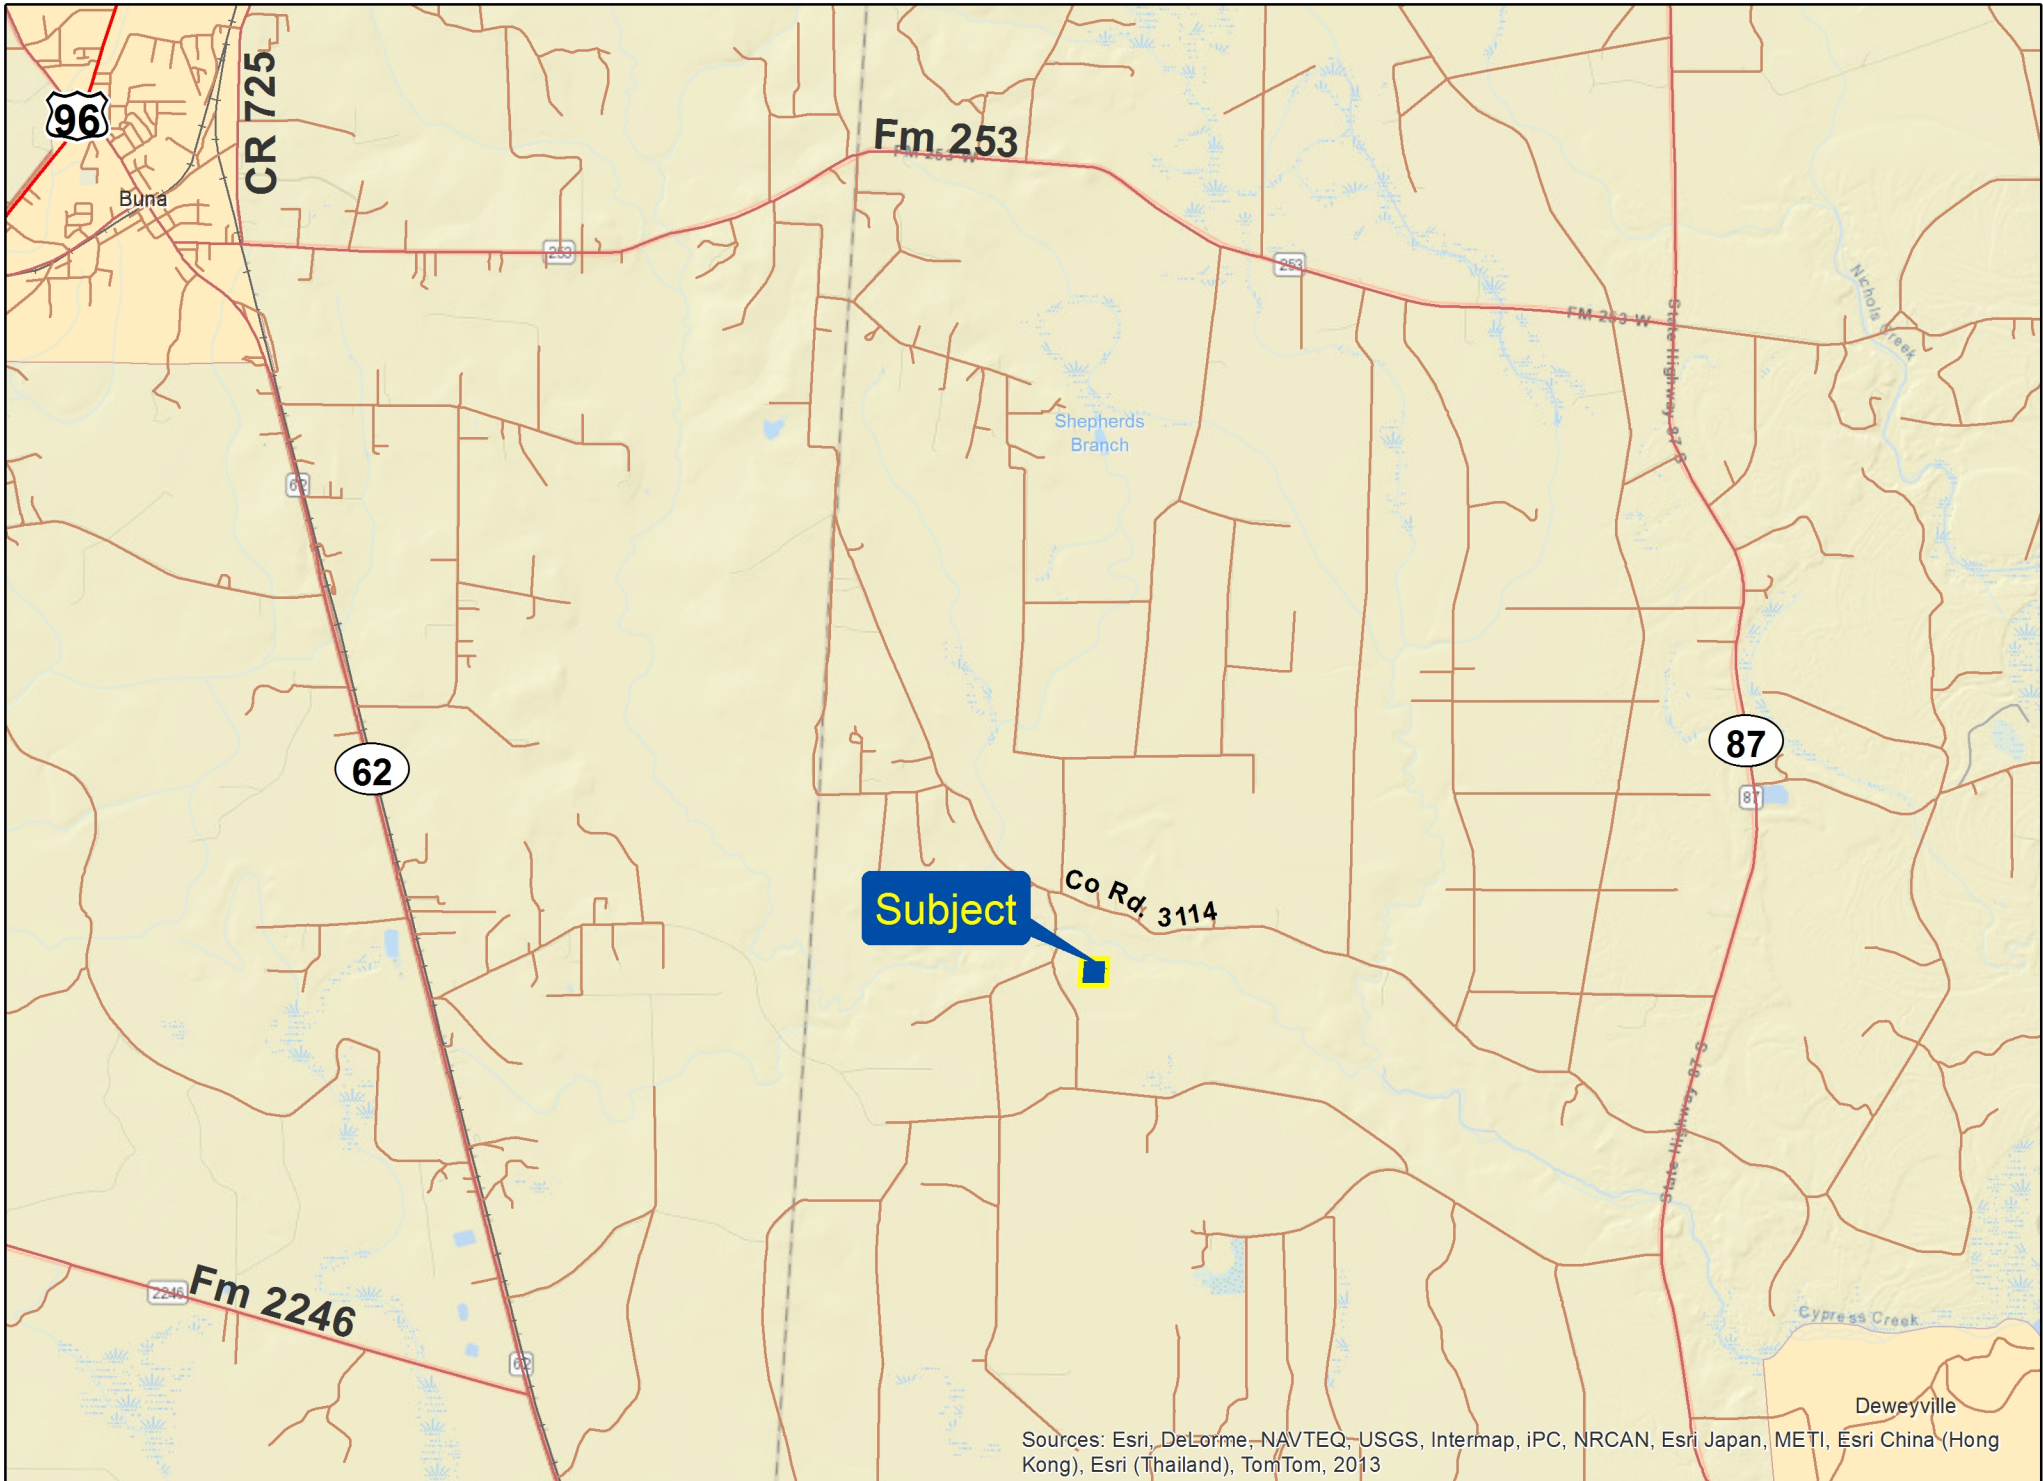 96
CR 725
Buna
Fm 253
FM 253 W
253
253
FM 253 W
State Highway 87 S
Nichols Creek
Shepherds
Branch
62
62
87
87
Subject
Co Rd. 3114
State Highway 87 S
2246
Fm 2246
62
Cypress Creek
Deweyville
Sources: Esri, DeLorme, NAVTEQ, USGS, Intermap, iPC, NRCAN, Esri Japan, METI, Esri China (Hong
Kong), Esri (Thailand), TomTom, 2013